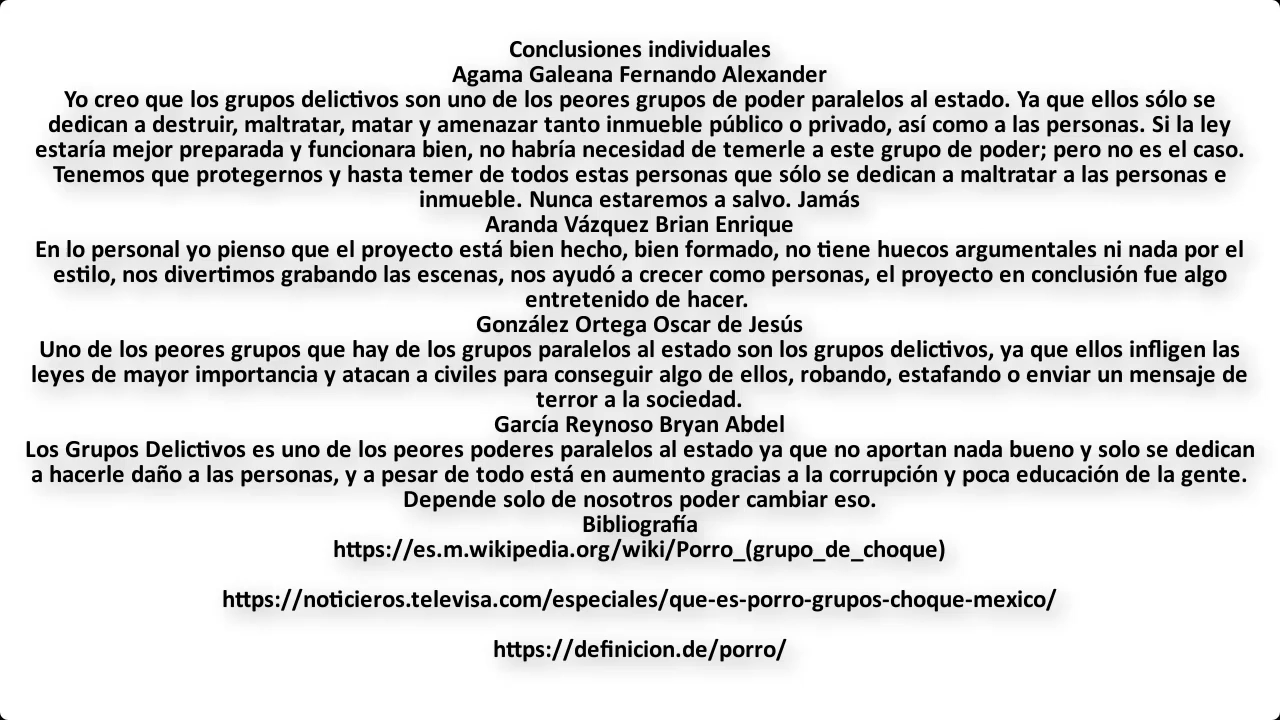 Conclusiones individuales
Agama Galeana Fernando Alexander
Yo creo que los grupos delictivos son uno de los peores grupos de poder paralelos al estado. Ya que ellos sólo se
dedican a destruir, maltratar, matar y amenazar tanto inmueble público o privado, así como a las personas. Si la ley
estaría mejor preparada y funcionara bien, no habría necesidad de temerle a este grupo de poder; pero no es el caso.
Tenemos que protegernos y hasta temer de todos estas personas que sólo se dedican a maltratar a las personas e
inmueble. Nunca estaremos a salvo. Jamás
Aranda Vázquez Brian Enrique
En lo personal yo pienso que el proyecto está bien hecho, bien formado, no tiene huecos argumentales ni nada por el
estilo, nos divertimos grabando las escenas, nos ayudó a crecer como personas, el proyecto en conclusión fue algo
entretenido de hacer.
González Ortega Oscar de Jesús
Uno de los peores grupos que hay de los grupos paralelos al estado son los grupos delictivos, ya que ellos infligen las
leyes de mayor importancia y atacan a civiles para conseguir algo de ellos, robando, estafando o enviar un mensaje de
terror a la sociedad.
García Reynoso Bryan Abdel
Los Grupos Delictivos es uno de los peores poderes paralelos al estado ya que no aportan nada bueno y solo se dedican
a hacerle daño a las personas, y a pesar de todo está en aumento gracias a la corrupción y poca educación de la gente.
Depende solo de nosotros poder cambiar eso.
Bibliografía
https://es.m.wikipedia.org/wiki/Porro_(grupo_de_choque)
https://noticieros.televisa.com/especiales/que-es-porro-grupos-choque-mexico/
https://definicion.de/porro/